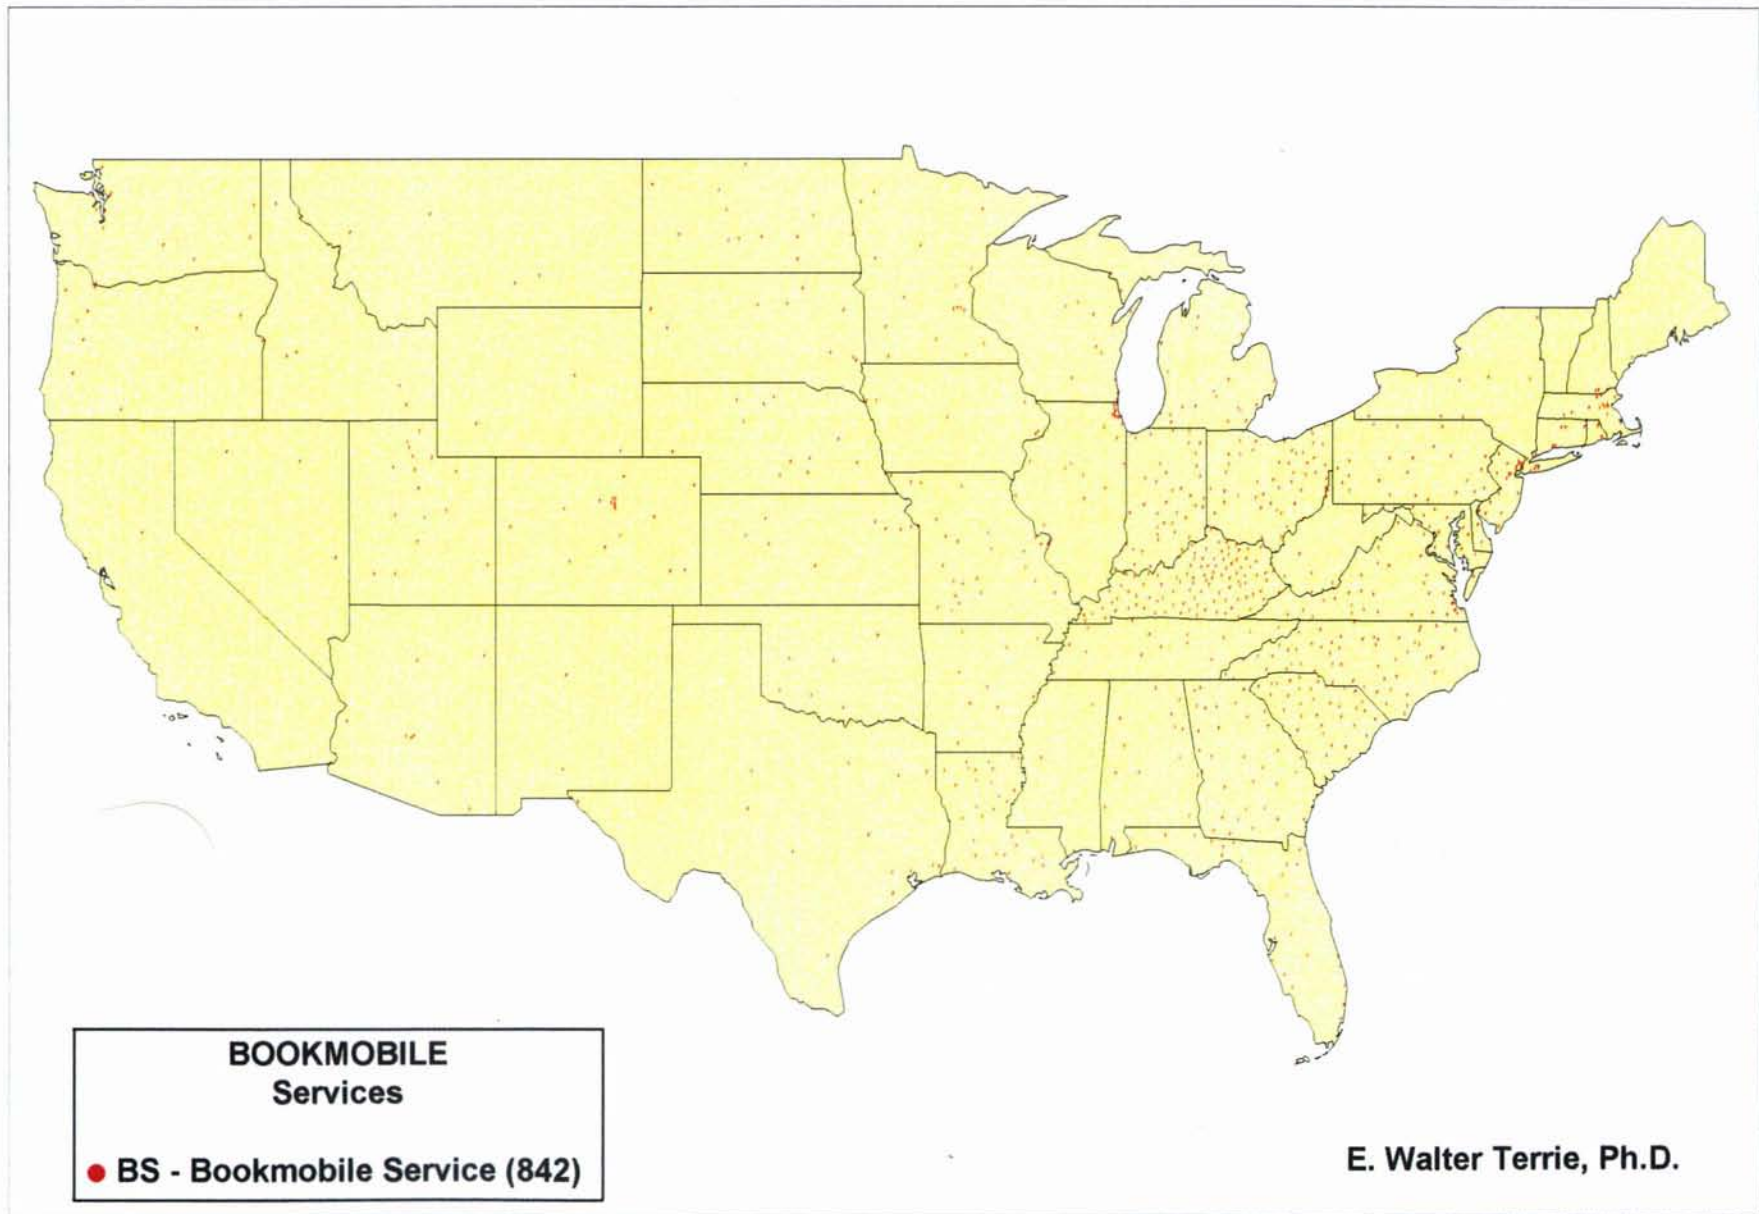 BOOKMOBILE
Services
BS - Bookmobile Service (842)
E. Walter Terrie, Ph.D.